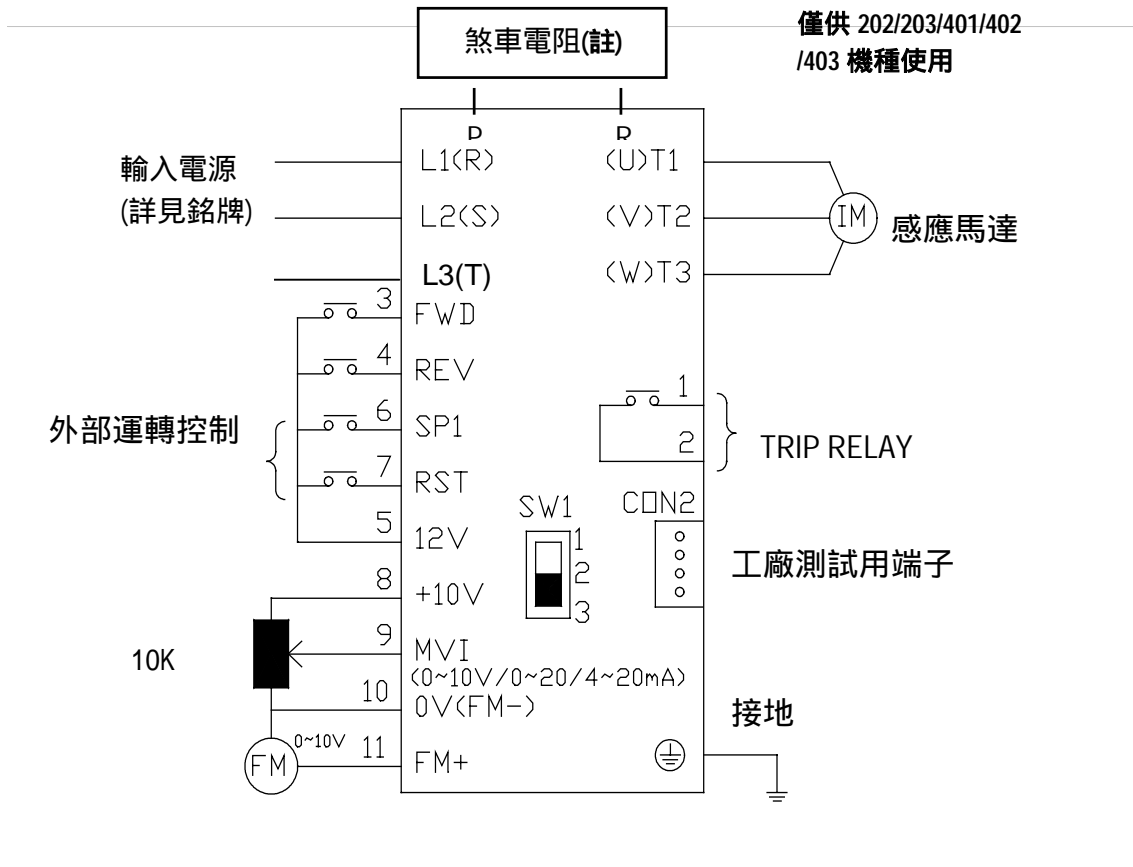 煞車電阻(註)
僅供 202/203/401/402
/403 機種使用
輸入電源
(詳見銘牌)
L1(R)
(U)T1
L2(S)
(V)T2
IM
感應馬達
L3(T)
(W)T3
3
FWD
4
REV
外部運轉控制
6
SP1
7
RST
5
12V
1
2
TRIP RELAY
SW1
1
2
3
CON2
工廠測試用端子
8
+10V
10K
9
MVI
(0~10V/0~20/4~20mA)
10
0V(FM-)
接地
FM
0~10V
11
FM+